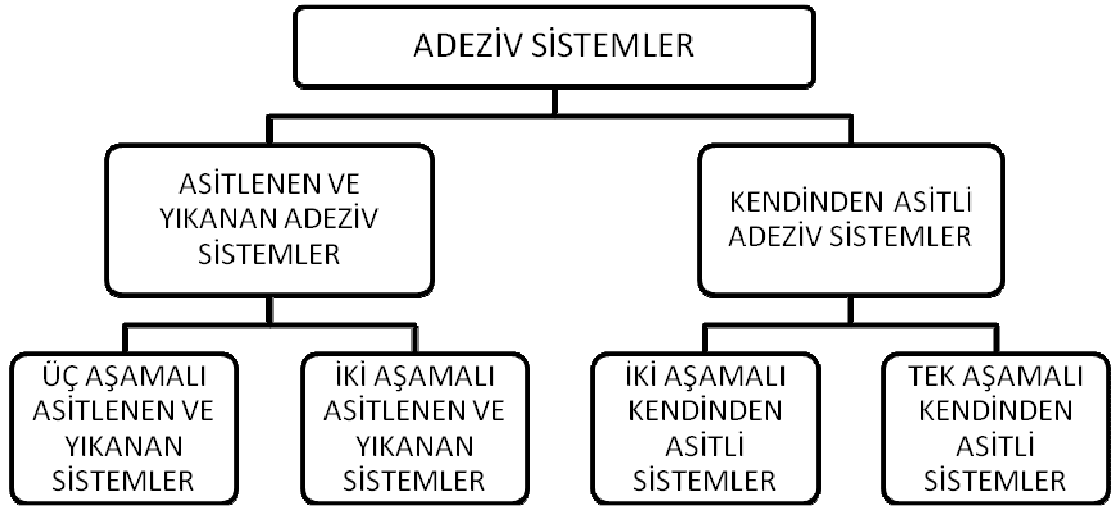 ADEZİV SİSTEMLER
ASİTLENEN VE
YIKANAN ADEZİV
SİSTEMLER
KENDİNDEN ASİTLİ
ADEZİV SİSTEMLER
ÜÇ AŞAMALI
ASİTLENEN VE
YIKANAN
SİSTEMLER
İKİ AŞAMALI
ASİTLENEN VE
YIKANAN
SİSTEMLER
İKİ AŞAMALI
KENDİNDEN
ASİTLİ
SİSTEMLER
TEK AŞAMALI
KENDİNDEN
ASİTLİ
SİSTEMLER